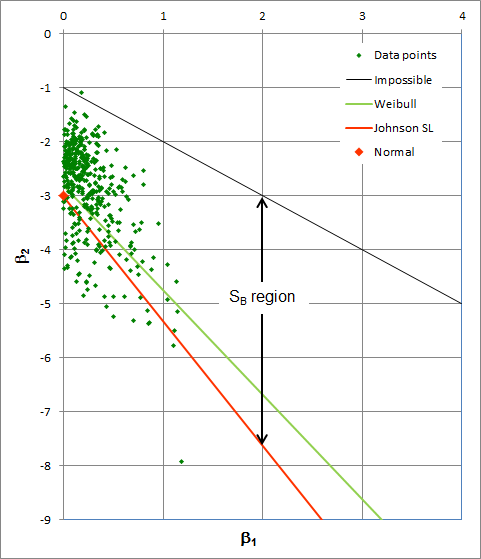 0 1 2 3 4
0
-1
-2
-3
-4
-5
-6
-7
-8
-9
β2
β1
Data points
Impossible
Weibull
Johnson SL
Normal
SB region